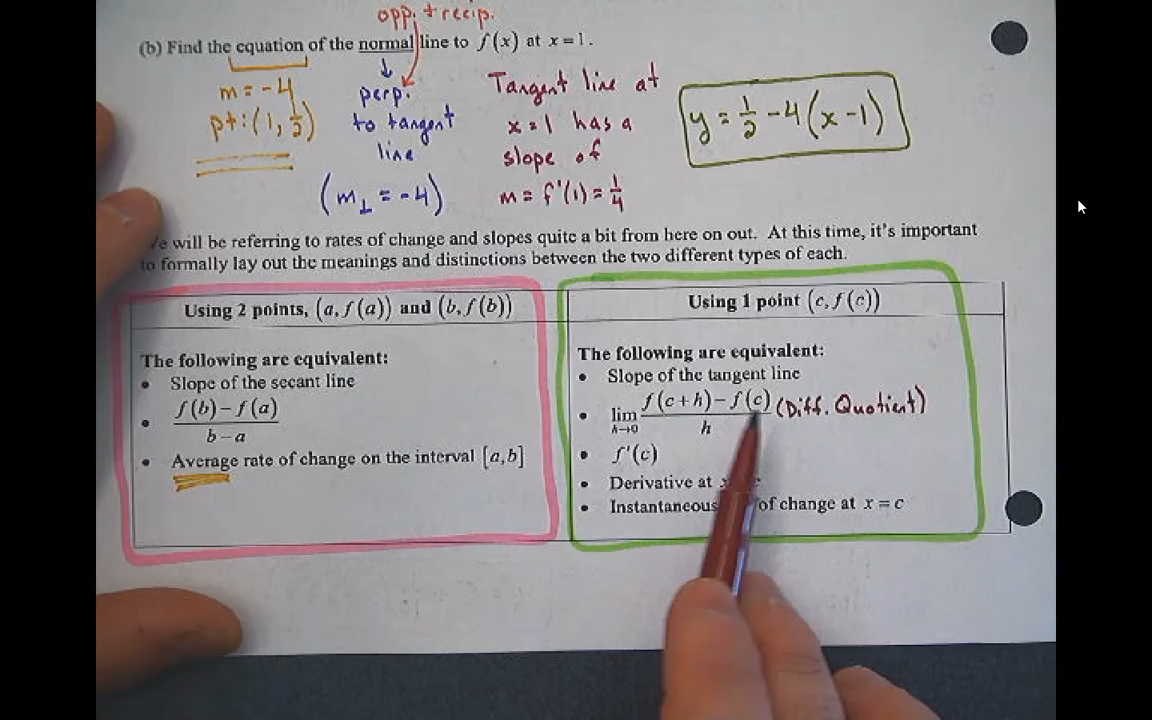 opp. + recip.
(b) Find the equation of the normal line to f(x) at x = 1.
m = -4
pt: (1, 1/2)
perp.
to tangent
line
(m⊥ = -4)
Tangent line at
x = 1 has a
slope of
m = f'(1) = 1/4
y = 1/2 - 4(x - 1)
e will be referring to rates of change and slopes quite a bit from here on out. At this time, it's important
to formally lay out the meanings and distinctions between the two different types of each.
Using 2 points, (a, f(a)) and (b, f(b))
The following are equivalent:
• Slope of the secant line
• f(b) - f(a) / b - a
• Average rate of change on the interval [a,b]
Using 1 point (c, f(c))
The following are equivalent:
• Slope of the tangent line
• lim h→0 f(c+h) - f(c) / h (Diff. Quotient)
• f'(c)
• Derivative at c
• Instantaneous of change at x = c